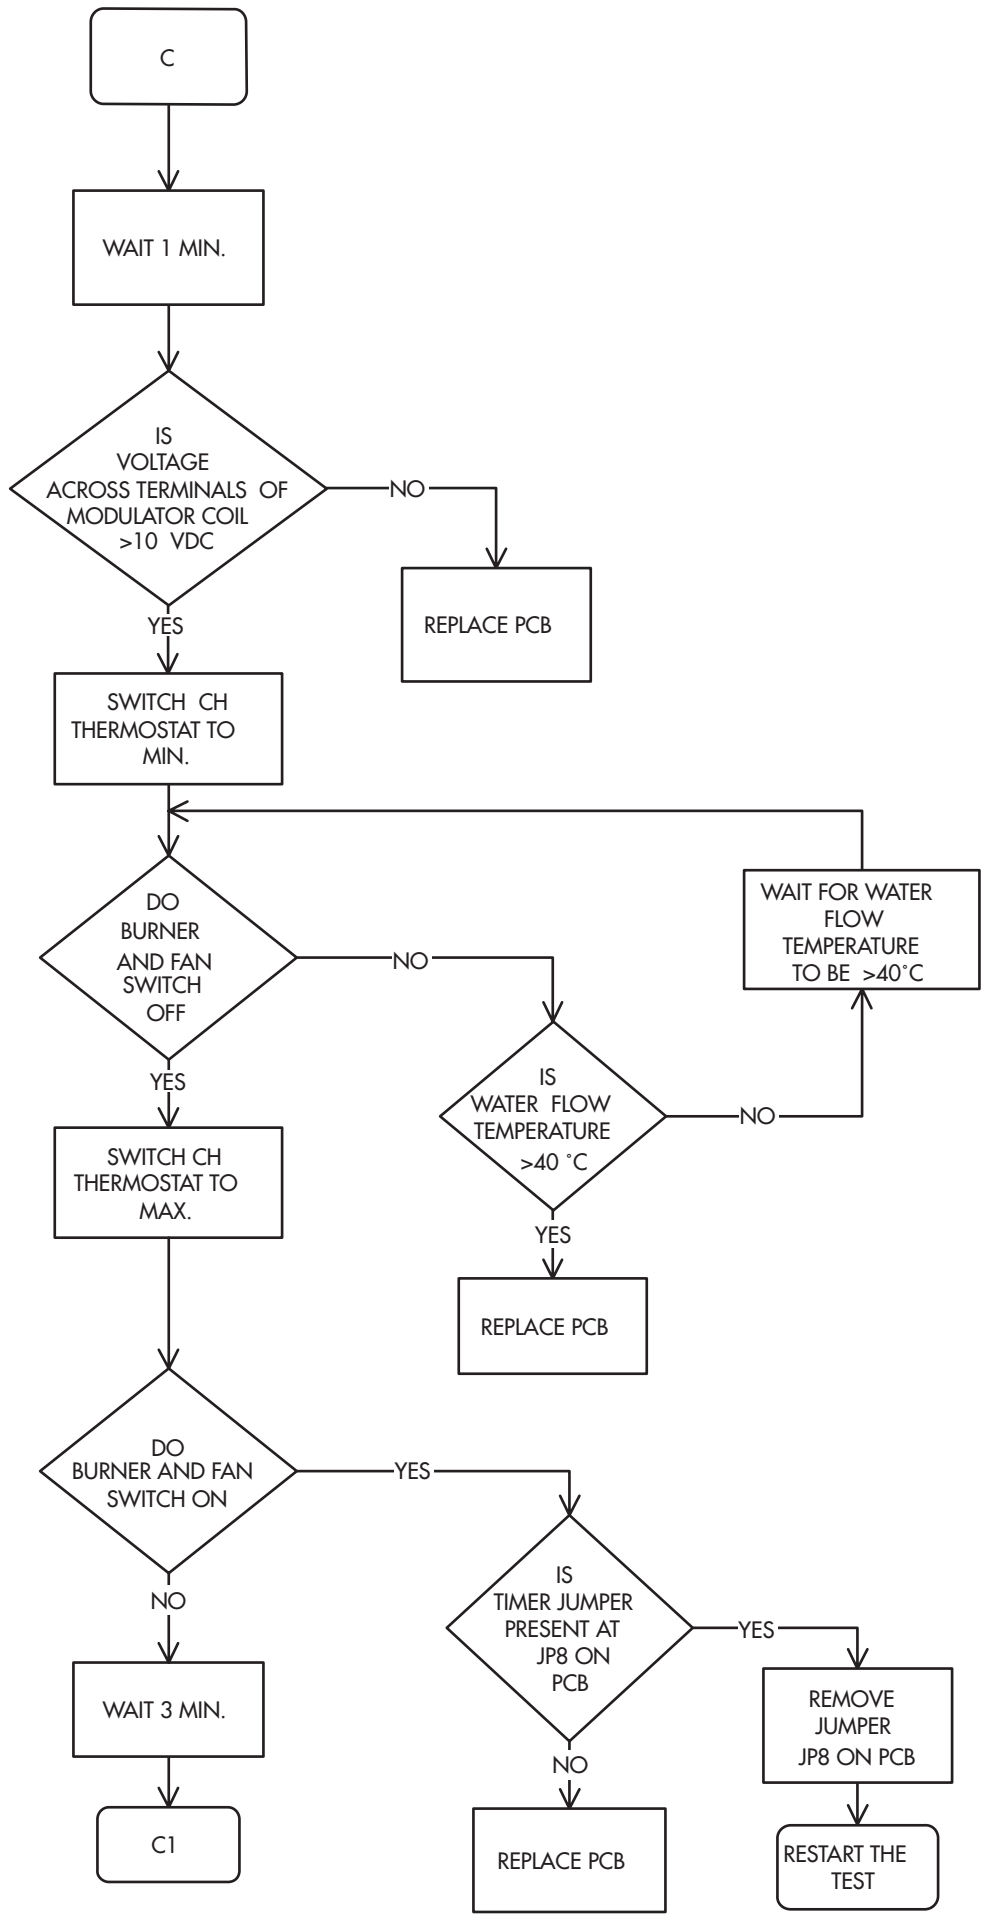 C
WAIT 1 MIN.
IS
VOLTAGE
ACROSS TERMINALS OF
MODULATOR COIL
>10 VDC
NO
REPLACE PCB
YES
SWITCH CH
THERMOSTAT TO
MIN.
DO
BURNER
AND FAN
SWITCH
OFF
NO
WAIT FOR WATER
FLOW
TEMPERATURE
TO BE >40˚C
IS
WATER FLOW
TEMPERATURE
>40 ˚C
NO
YES
REPLACE PCB
YES
SWITCH CH
THERMOSTAT TO
MAX.
DO
BURNER AND FAN
SWITCH ON
YES
IS
TIMER JUMPER
PRESENT AT
JP8 ON
PCB
YES
REMOVE
JUMPER
JP8 ON PCB
RESTART THE
TEST
NO
REPLACE PCB
NO
WAIT 3 MIN.
C1